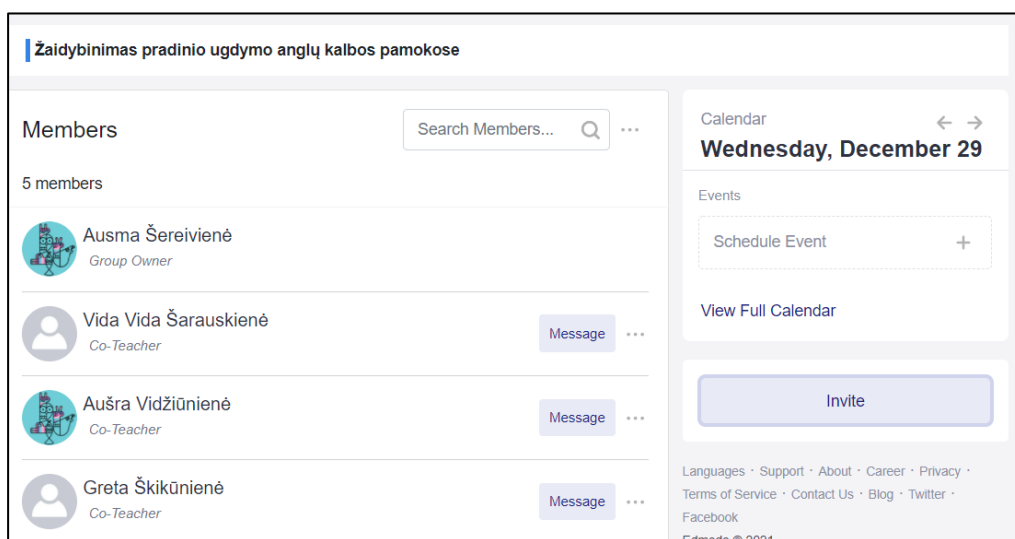 Žaidybinimas pradinio ugdymo anglų kalbos pamokose
Members
Search Members...
5 members
Ausma Šereivienė
Group Owner
Vida Vida Šarauskienė
Co-Teacher
Message
Aušra Vidžiūnienė
Co-Teacher
Message
Greta Škikūnienė
Co-Teacher
Message
Calendar
Wednesday, December 29
Events
Schedule Event
View Full Calendar
Invite
Languages · Support · About · Career · Privacy ·
Terms of Service · Contact Us · Blog · Twitter ·
Facebook
Edmodo © 2021